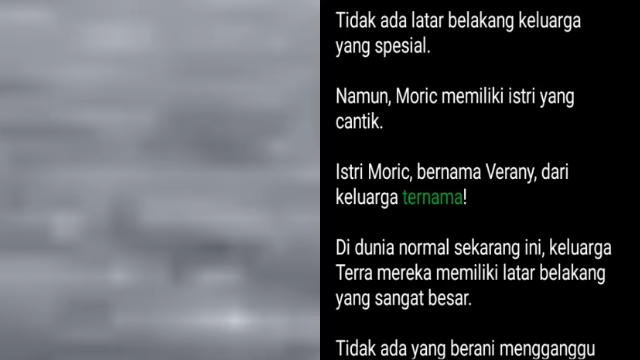 Tidak ada latar belakang keluarga
yang spesial.
Namun, Moric memiliki istri yang
cantik.
Istri Moric, bernama Verany, dari
keluarga ternama!
Di dunia normal sekarang ini, keluarga
Terra mereka memiliki latar belakang
yang sangat besar.
Tidak ada yang berani mengganggu